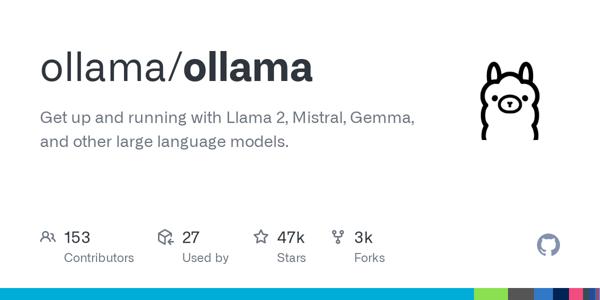 ollama/ollama
Get up and running with Llama 2, Mistral, Gemma,
and other large language models.
153 27 47k 3k
Contributors Used by Stars Forks